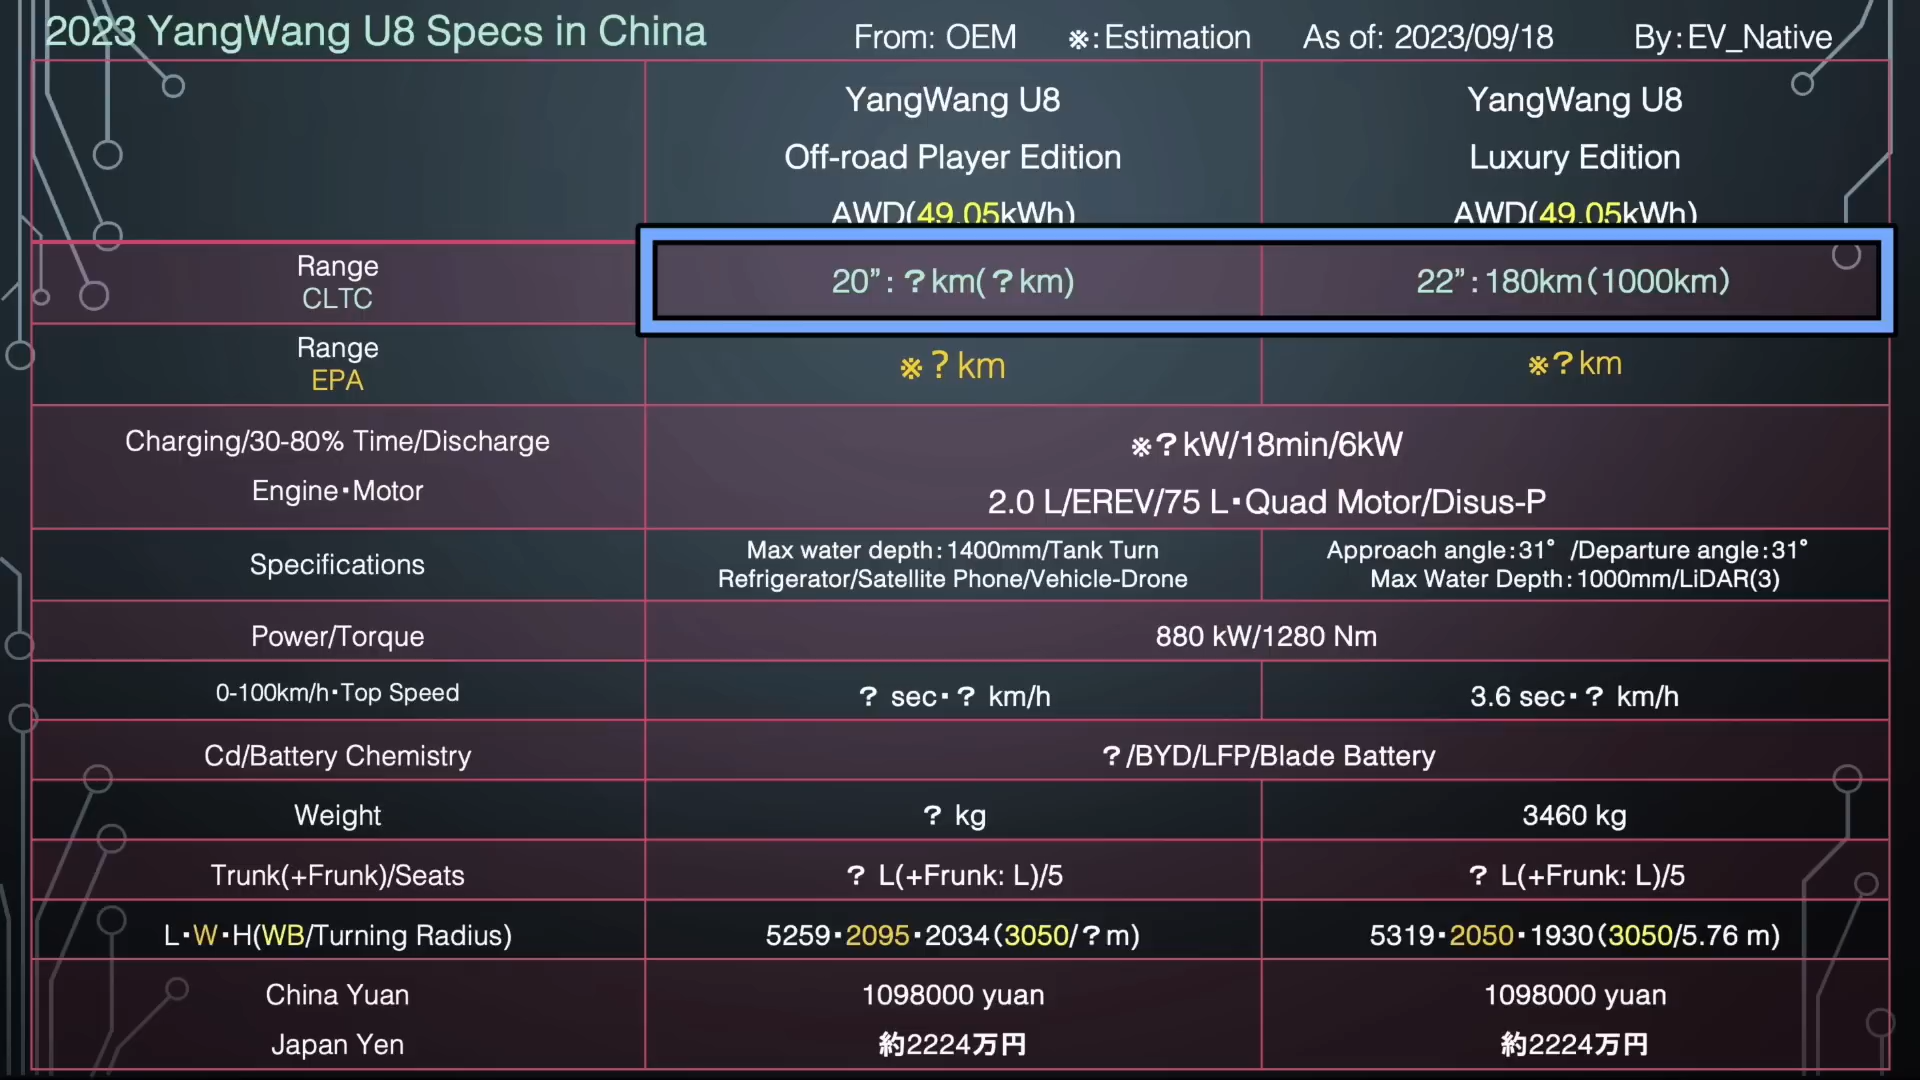 2023 YangWang U8 Specs in China From: OEM ※:Estimation As of: 2023/09/18 By:EV_Native
YangWang U8
Off-road Player Edition
AWD(49.05kWh)
YangWang U8
Luxury Edition
AWD(49.05kWh)
Range
CLTC
20”:?km(?km)
22”:180km(1000km)
Range
EPA
※?km
※?km
Charging/30-80% Time/Discharge
Engine・Motor
※?kW/18min/6kW
2.0 L/EREV/75 L・Quad Motor/Disus-P
Specifications
Max water depth:1400mm/Tank Turn
Refrigerator/Satellite Phone/Vehicle-Drone
Approach angle:31° /Departure angle:31°
Max Water Depth:1000mm/LiDAR(3)
Power/Torque
880 kW/1280 Nm
0-100km/h・Top Speed
? sec・? km/h
3.6 sec・? km/h
Cd/Battery Chemistry
?/BYD/LFP/Blade Battery
Weight
? kg
3460 kg
Trunk(+Frunk)/Seats
? L(+Frunk: L)/5
? L(+Frunk: L)/5
L・W・H(WB/Turning Radius)
5259・2095・2034(3050/?m)
5319・2050・1930(3050/5.76 m)
China Yuan
Japan Yen
1098000 yuan
約2224万円
1098000 yuan
約2224万円